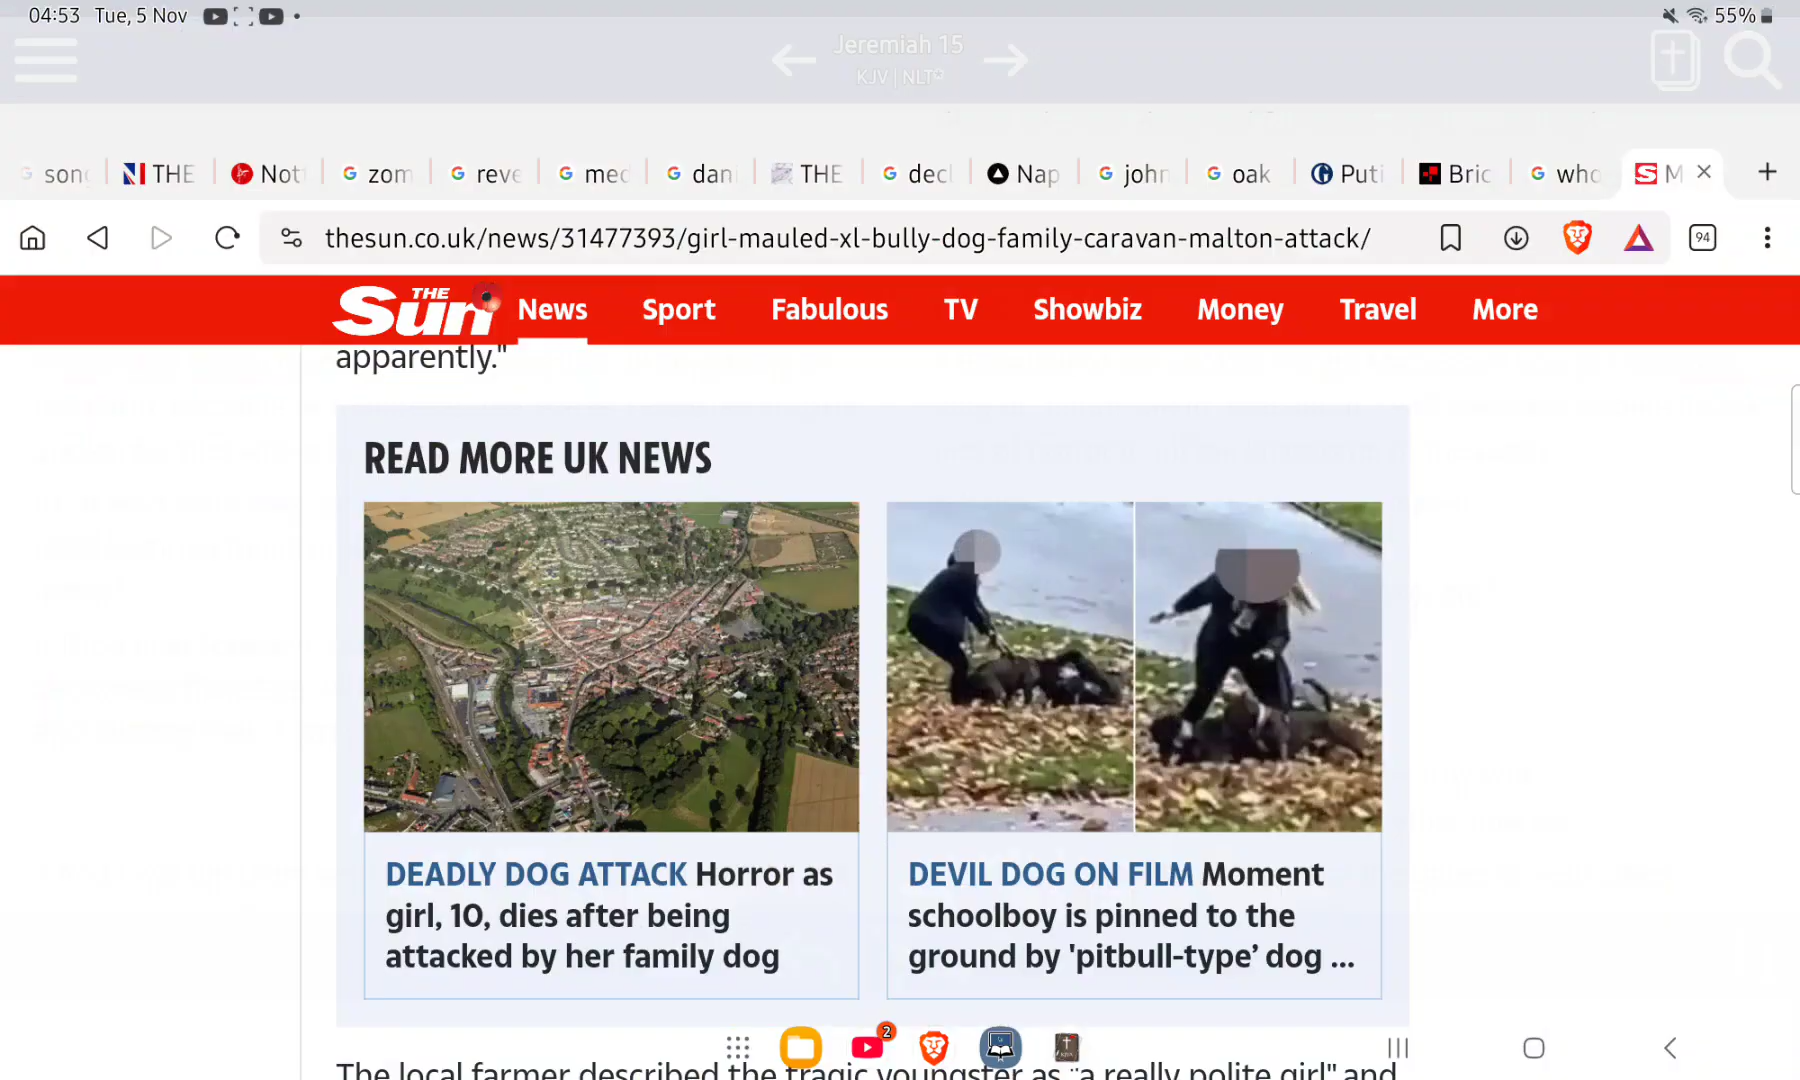 04:53 Tue, 5 Nov
55%
Jeremiah 15
KJV | NLT
song
THE
Not
zom
reve
med
dani
THE
decl
Nap
john
oak
Puti
Bric
who
M
thesun.co.uk/news/31477393/girl-mauled-xl-bully-dog-family-caravan-malton-attack/
94
THE Sun
News Sport Fabulous TV Showbiz Money Travel More
apparently."
READ MORE UK NEWS
DEADLY DOG ATTACK Horror as
girl, 10, dies after being
attacked by her family dog
DEVIL DOG ON FILM Moment
schoolboy is pinned to the
ground by 'pitbull-type’ dog ...
2
The local farmer described the tragic youngster as "a really polite girl" and